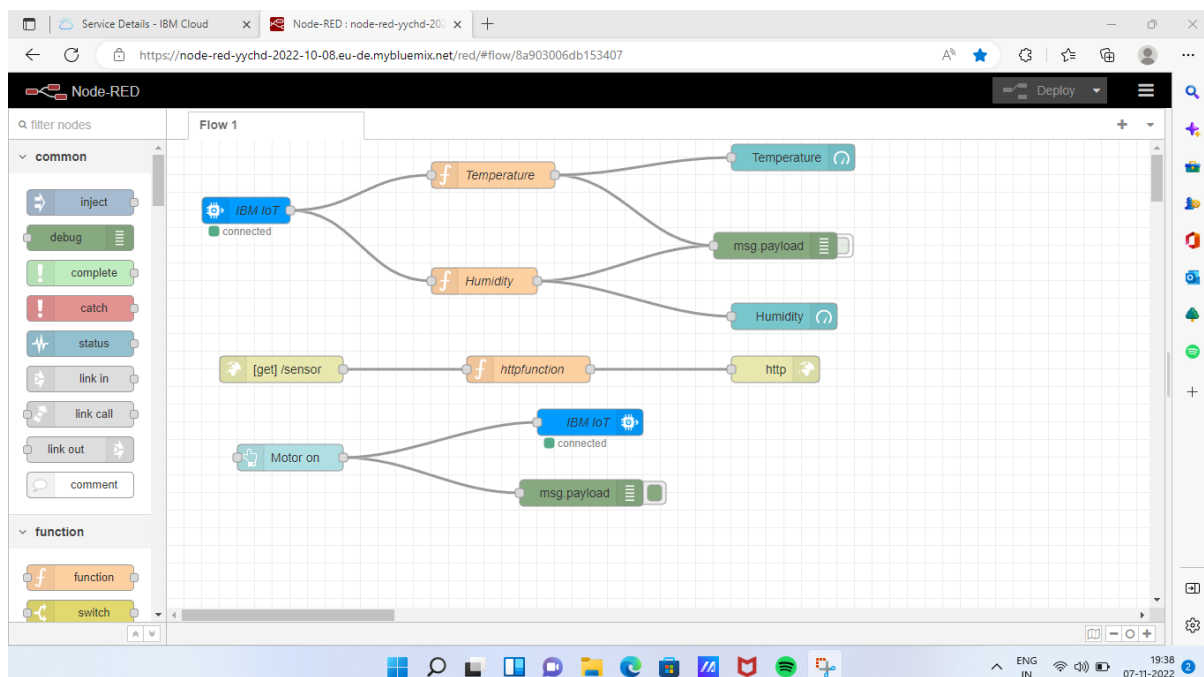 Service Details - IBM Cloud
Node-RED : node-red-yychd-202
https://node-red-yychd-2022-10-08.eu-de.mybluemix.net/red/#flow/8a903006db153407
Node-RED
Deploy
filter nodes
Flow 1
common
inject
debug
complete
catch
status
link in
link call
link out
comment
function
function
switch
IBM IoT
connected
Temperature
Temperature
msg.payload
Humidity
Humidity
[get] /sensor
httpfunction
http
Motor on
IBM IoT
connected
msg.payload
ENG
IN
19:38
07-11-2022
2